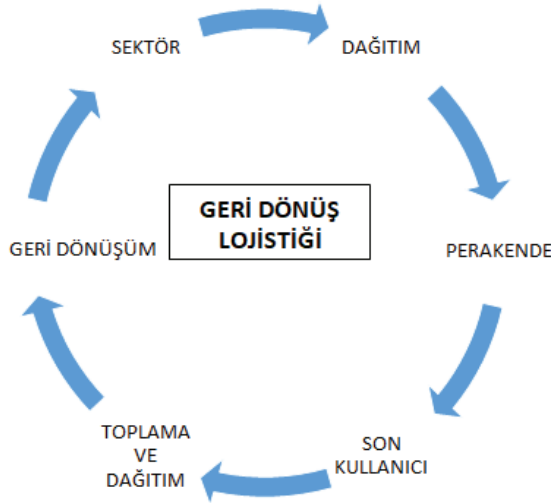 SEKTÖR
DAĞITIM
GERİ DÖNÜŞ
LOJİSTİĞİ
GERİ DÖNÜŞÜM
PERAKENDE
TOPLAMA
VE
DAĞITIM
SON
KULLANICI